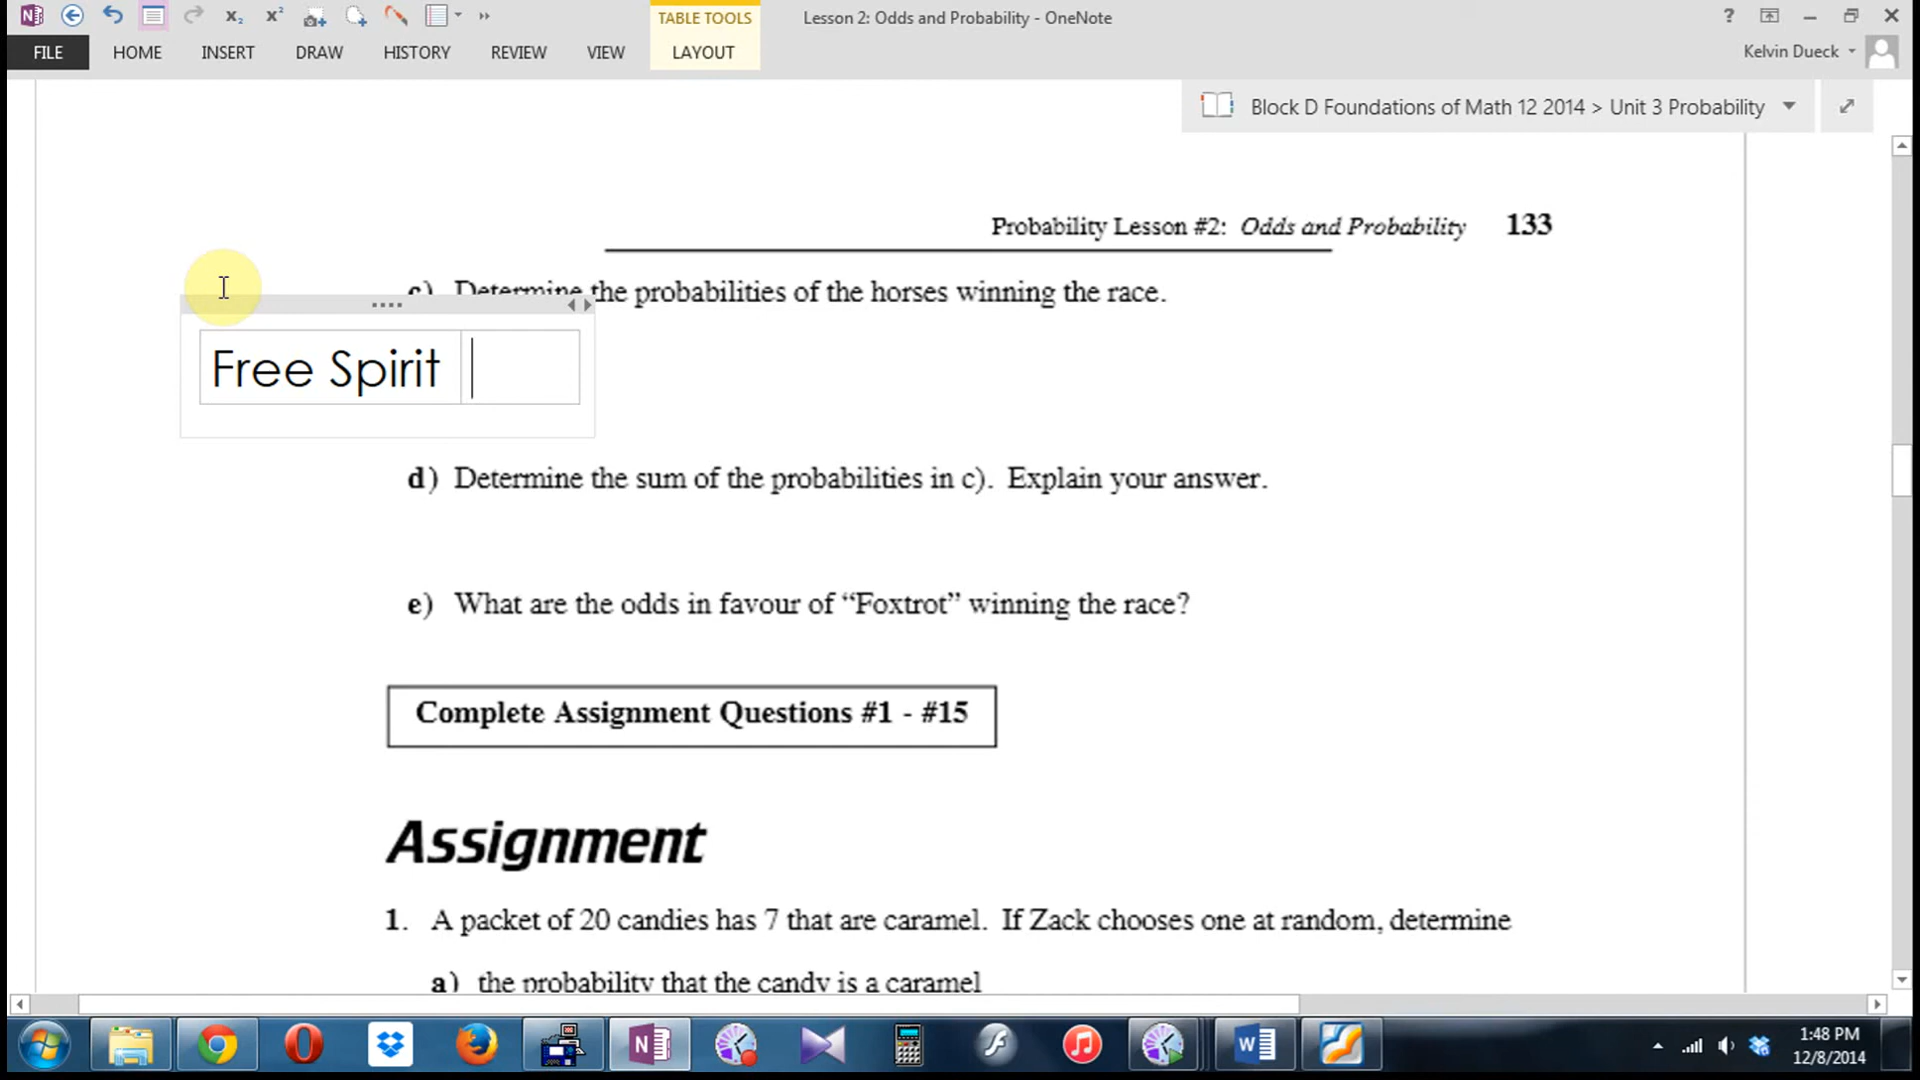 TABLE TOOLS
Lesson 2: Odds and Probability - OneNote
FILE
HOME
INSERT
DRAW
HISTORY
REVIEW
VIEW
LAYOUT
Kelvin Dueck
Block D Foundations of Math 12 2014 > Unit 3 Probability
Probability Lesson #2: Odds and Probability 133
c) Determine the probabilities of the horses winning the race.
Free Spirit
d) Determine the sum of the probabilities in c). Explain your answer.
e) What are the odds in favour of “Foxtrot” winning the race?
Complete Assignment Questions #1 - #15
Assignment
1. A packet of 20 candies has 7 that are caramel. If Zack chooses one at random, determine
a) the probability that the candy is a caramel
1:48 PM
12/8/2014